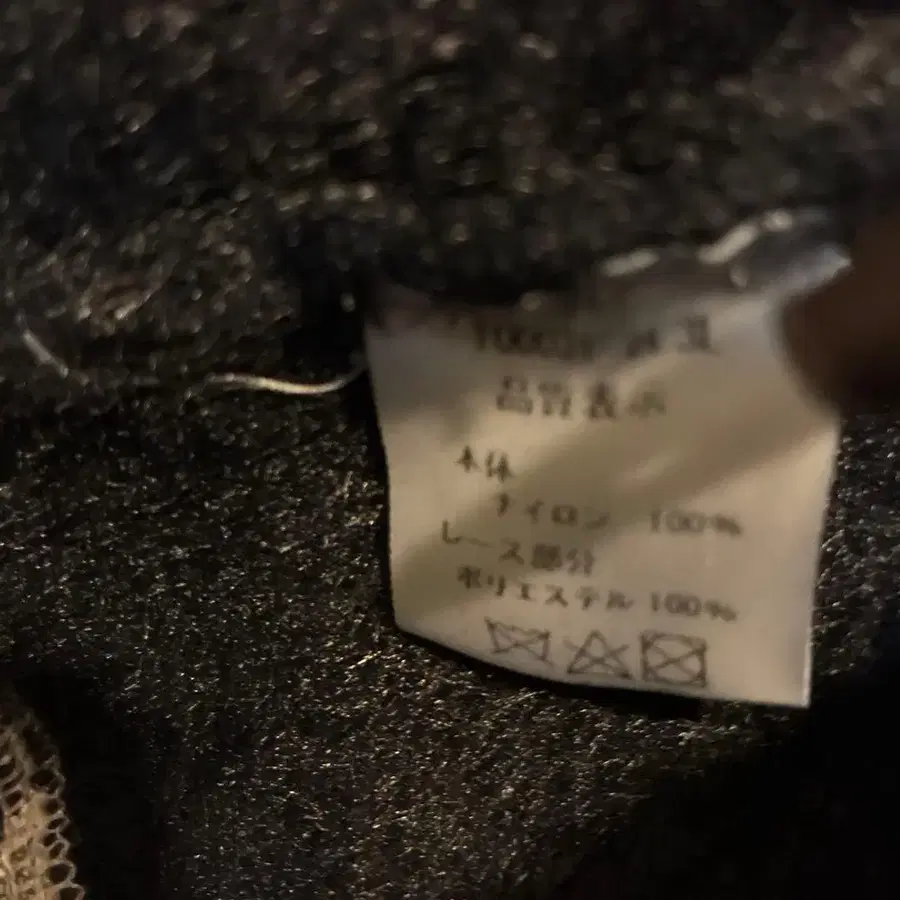 品質表示
本体
ナイロン 100%
レース部分
ポリエステル 100%